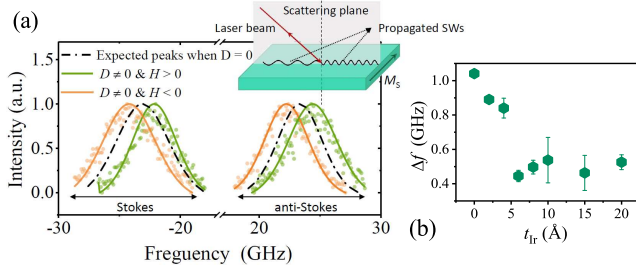 (a)
Scattering plane
Laser beam
Propagated SWs
M_S
Expected peaks when D = 0
D ≠ 0 & H > 0
D ≠ 0 & H < 0
Intensity (a.u.)
1.5
1.0
0.5
0.0
Stokes
anti-Stokes
-30
-20
20
30
Freguency (GHz)
Δf (GHz)
1.0
0.8
0.6
0.4
0
5
10
15
20
(b)
t_Ir (Å)